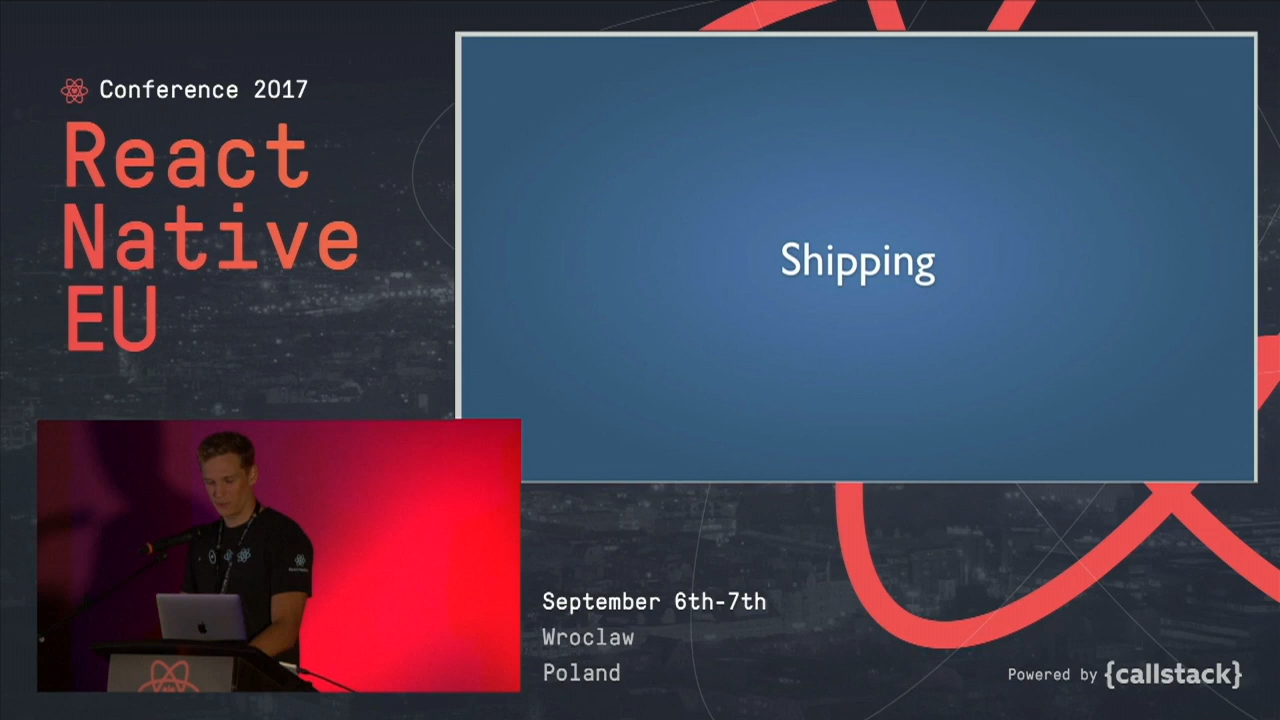 Conference 2017
React
Native
EU
Shipping
September 6th-7th
Wroclaw
Poland
Powered by {callstack}